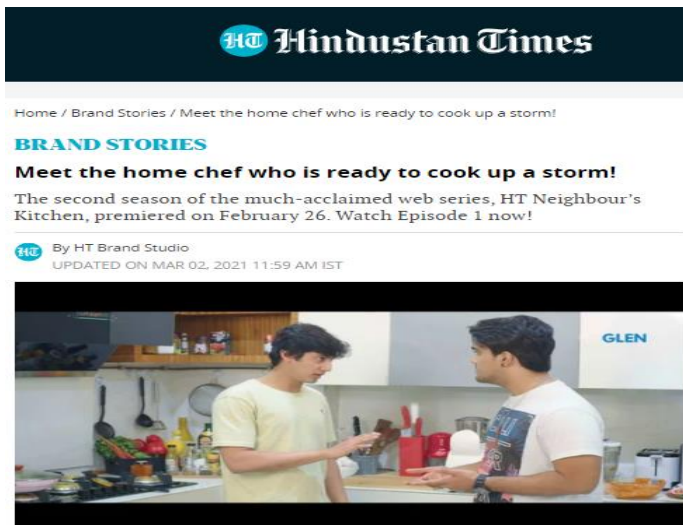 HT Hindustan Times
Home / Brand Stories / Meet the home chef who is ready to cook up a storm!
BRAND STORIES
Meet the home chef who is ready to cook up a storm!
The second season of the much-acclaimed web series, HT Neighbour's
Kitchen, premiered on February 26. Watch Episode 1 now!
HT By HT Brand Studio
UPDATED ON MAR 02, 2021 11:59 AM IST
GLEN